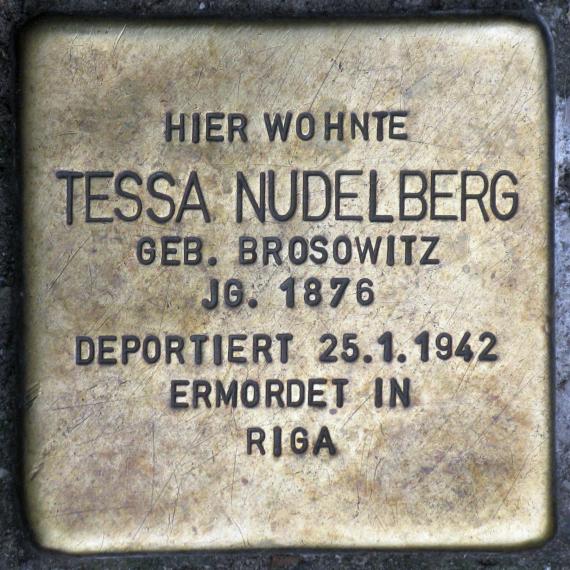 HIER WOHNTE
TESSA NUDELBERG
GEB. BROSOWITZ
JG. 1876
DEPORTIERT 25.1.1942
ERMORDET IN
RIGA